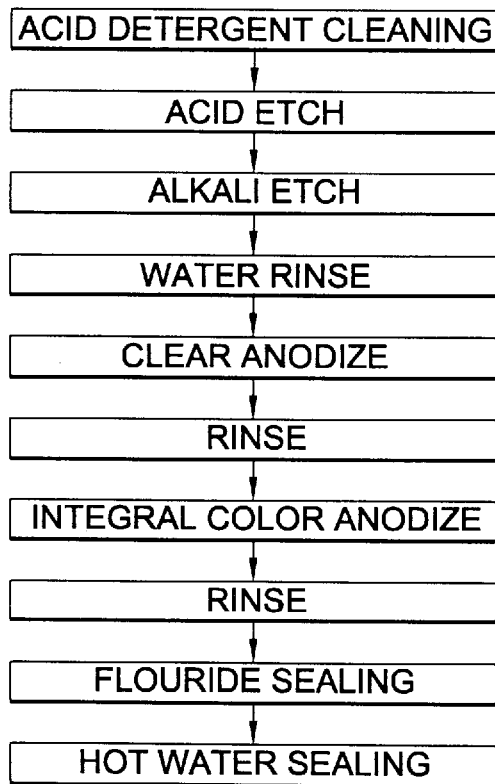 ACID DETERGENT CLEANING
ACID ETCH
ALKALI ETCH
WATER RINSE
CLEAR ANODIZE
RINSE
INTEGRAL COLOR ANODIZE
RINSE
FLOURIDE SEALING
HOT WATER SEALING